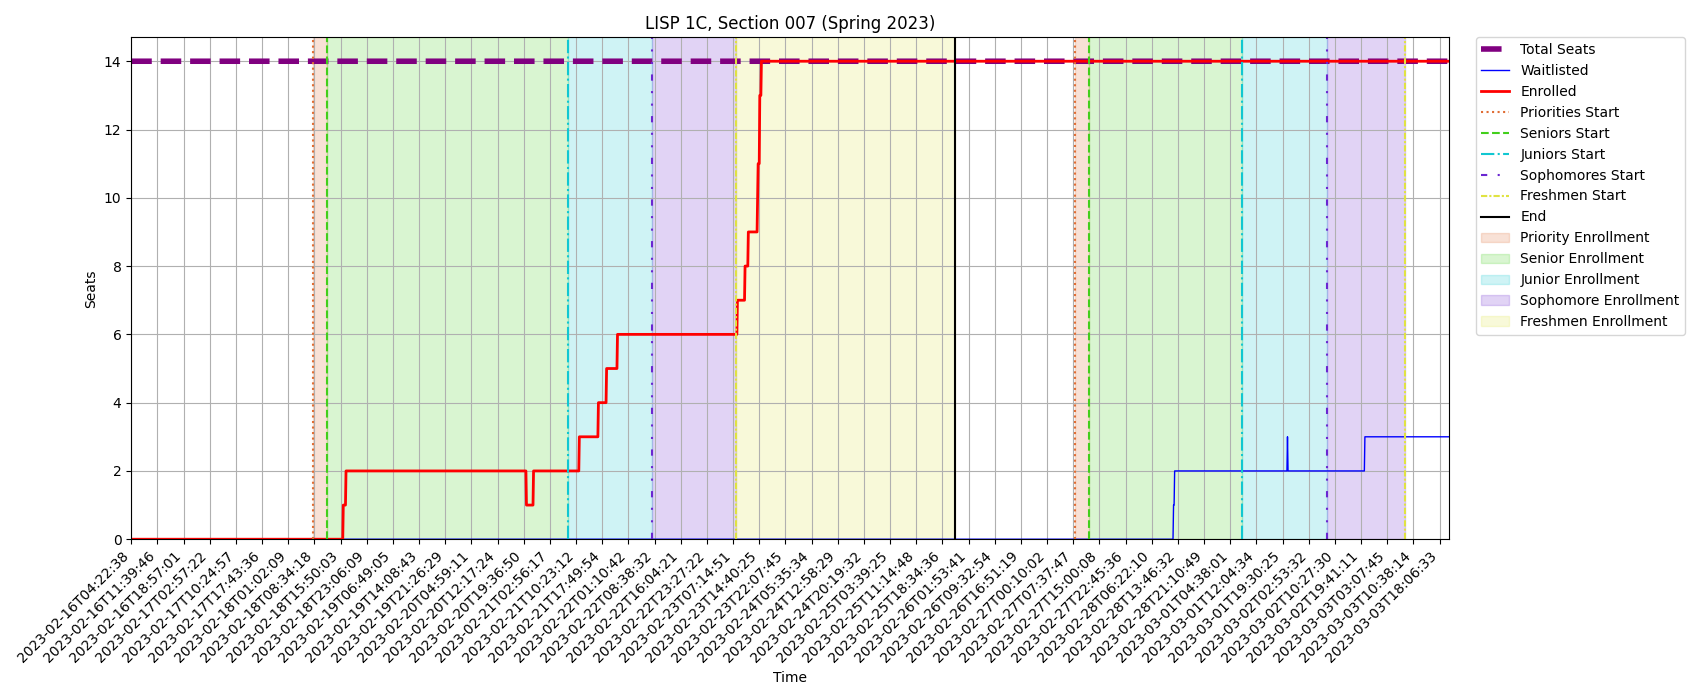 LISP 1C, Section 007 (Spring 2023)
Seats
14
12
10
8
6
4
2
0
2023-02-16T04:22:38
2023-02-16T11:39:46
2023-02-16T18:57:01
2023-02-17T02:57:22
2023-02-17T10:24:57
2023-02-17T17:43:36
2023-02-18T01:02:09
2023-02-18T08:34:18
2023-02-18T15:50:03
2023-02-18T23:06:09
2023-02-19T06:49:05
2023-02-19T14:08:43
2023-02-19T21:26:29
2023-02-20T04:59:11
2023-02-20T12:17:24
2023-02-20T19:36:50
2023-02-21T02:56:17
2023-02-21T10:23:12
2023-02-21T17:49:54
2023-02-22T01:10:42
2023-02-22T08:38:32
2023-02-22T16:04:21
2023-02-22T23:27:22
2023-02-23T07:14:51
2023-02-23T14:40:25
2023-02-23T22:07:45
2023-02-24T05:35:34
2023-02-24T12:58:29
2023-02-24T20:19:32
2023-02-25T03:39:25
2023-02-25T11:14:48
2023-02-25T18:34:36
2023-02-26T01:53:41
2023-02-26T09:32:54
2023-02-26T16:51:19
2023-02-27T00:10:02
2023-02-27T07:37:47
2023-02-27T15:00:08
2023-02-27T22:45:36
2023-02-28T06:22:10
2023-02-28T13:46:32
2023-02-28T21:10:49
2023-03-01T04:38:01
2023-03-01T12:04:34
2023-03-01T19:30:25
2023-03-02T02:53:32
2023-03-02T10:27:30
2023-03-02T19:41:11
2023-03-03T03:07:45
2023-03-03T10:38:14
2023-03-03T18:06:33
Time
Total Seats
Waitlisted
Enrolled
Priorities Start
Seniors Start
Juniors Start
Sophomores Start
Freshmen Start
End
Priority Enrollment
Senior Enrollment
Junior Enrollment
Sophomore Enrollment
Freshmen Enrollment